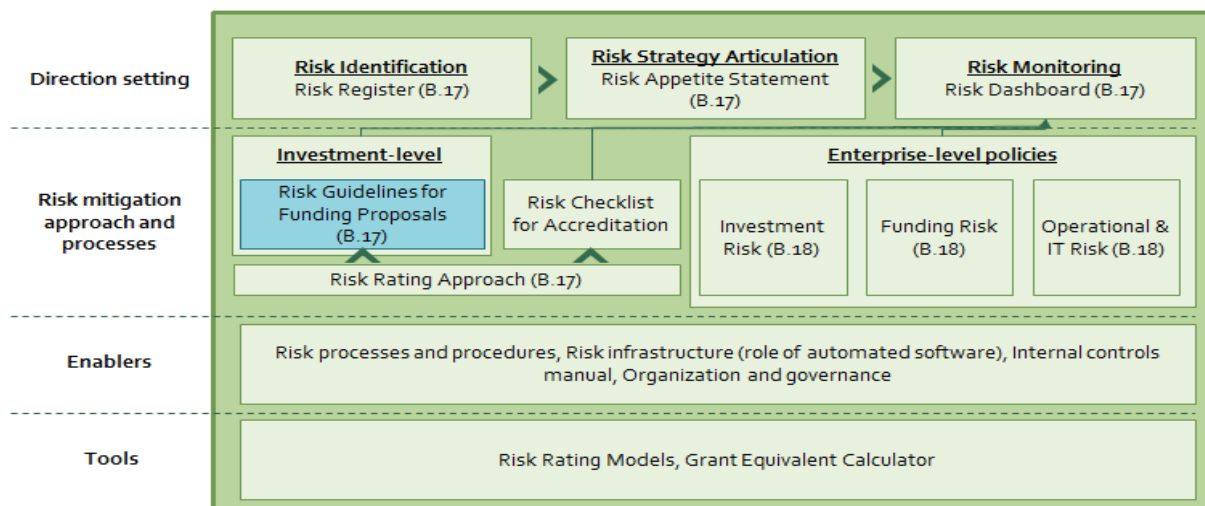 Direction setting
Risk Identification
Risk Register (B.17)
Risk Strategy Articulation
Risk Appetite Statement
(B.17)
Risk Monitoring
Risk Dashboard (B.17)
Risk mitigation
approach and
processes
Investment-level
Risk Guidelines for
Funding Proposals
(B.17)
Risk Checklist
for Accreditation
Risk Rating Approach (B.17)
Enterprise-level policies
Investment
Risk (B.18)
Funding Risk
(B.18)
Operational &
IT Risk (B.18)
Enablers
Risk processes and procedures, Risk infrastructure (role of automated software), Internal controls
manual, Organization and governance
Tools
Risk Rating Models, Grant Equivalent Calculator